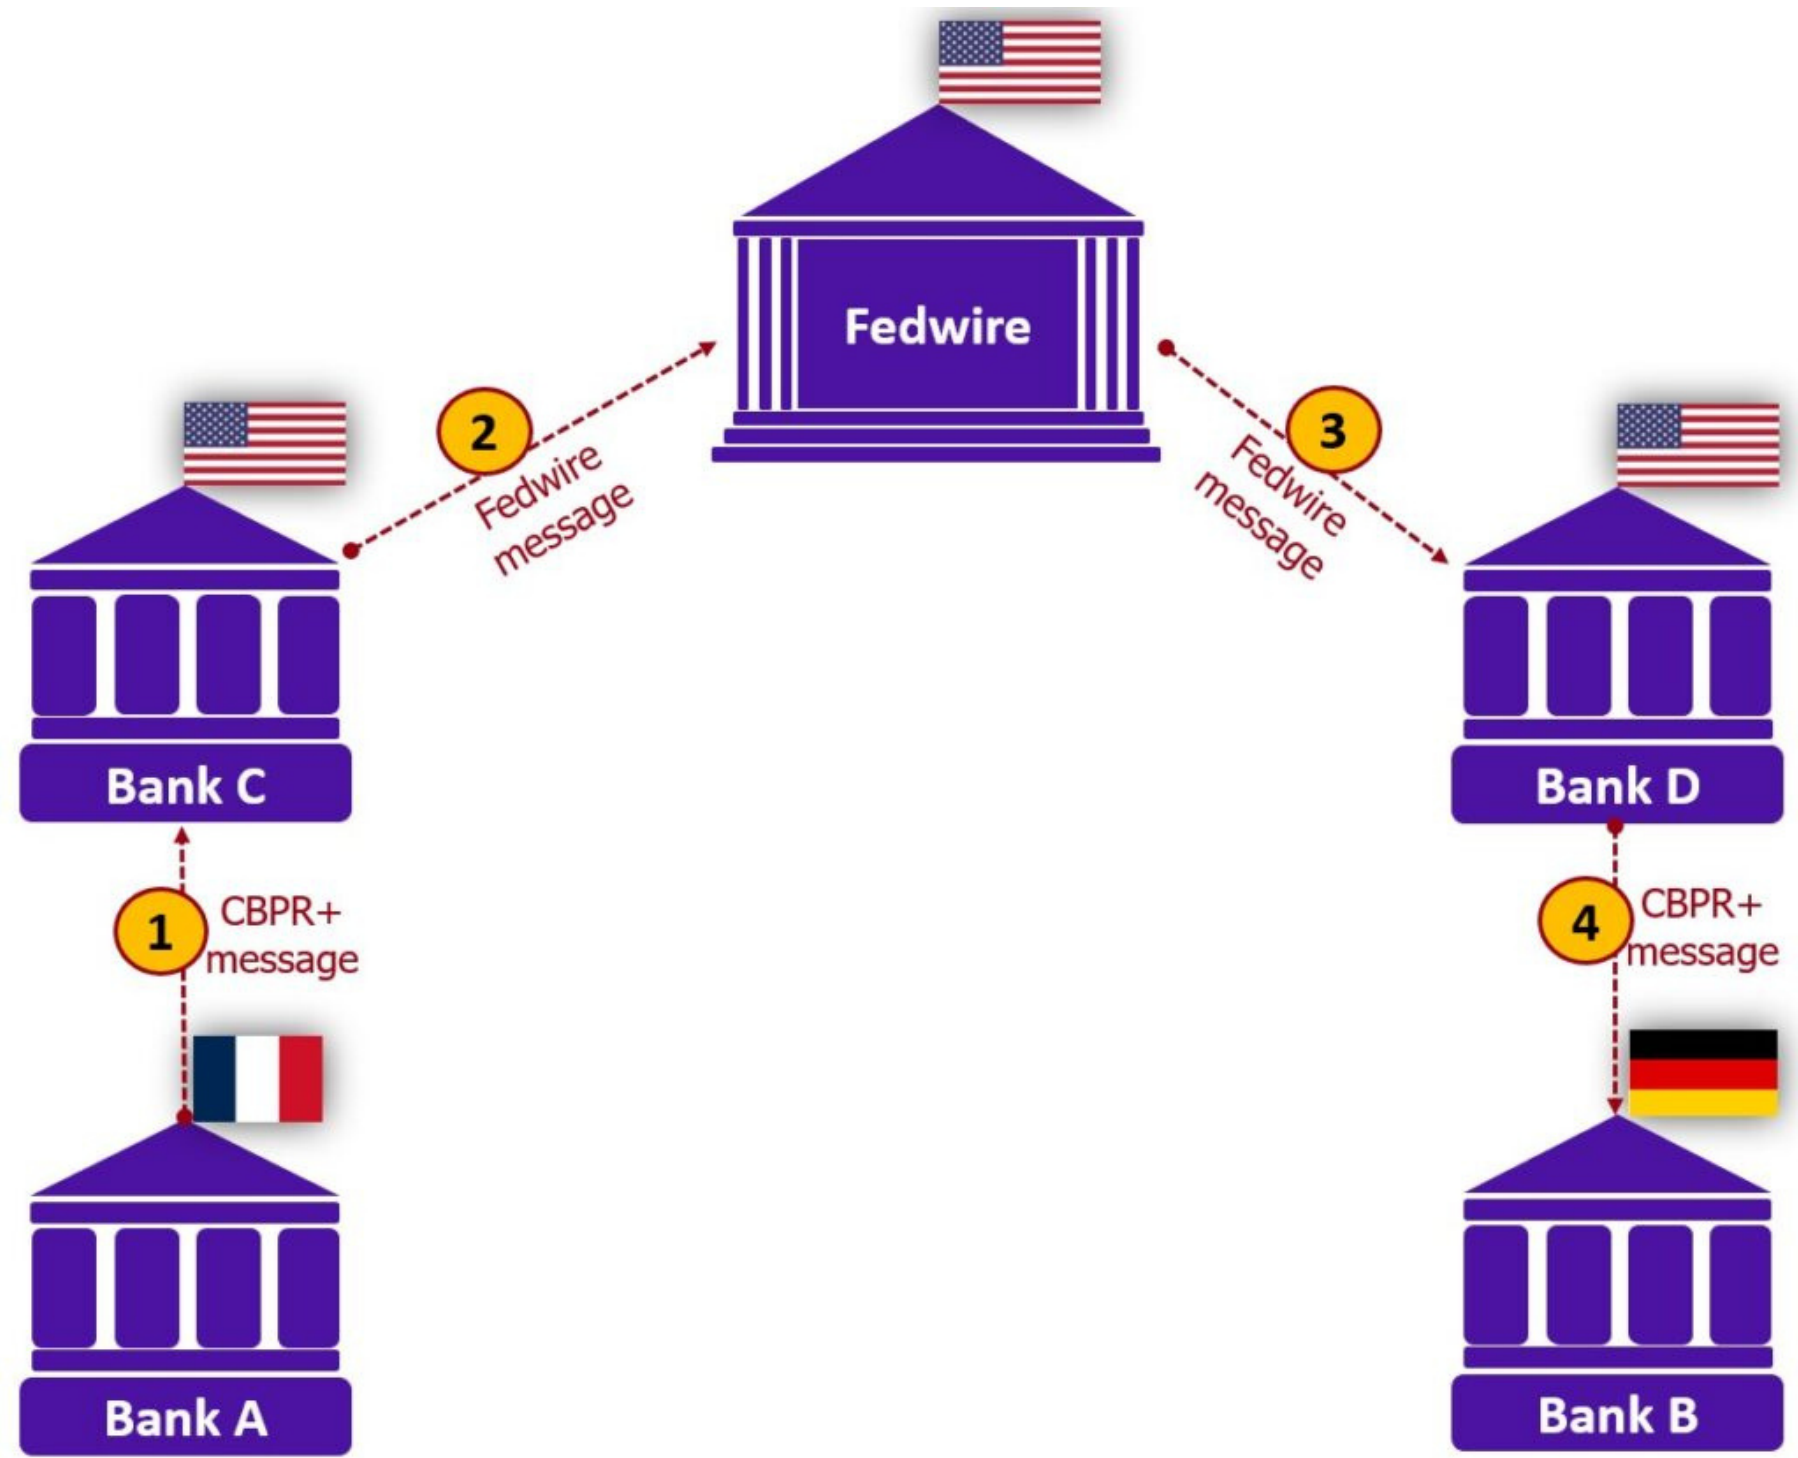 Fedwire
2
Fedwire
message
3
Fedwire
message
Bank C
Bank D
1
CBPR+
message
4
CBPR+
message
Bank A
Bank B